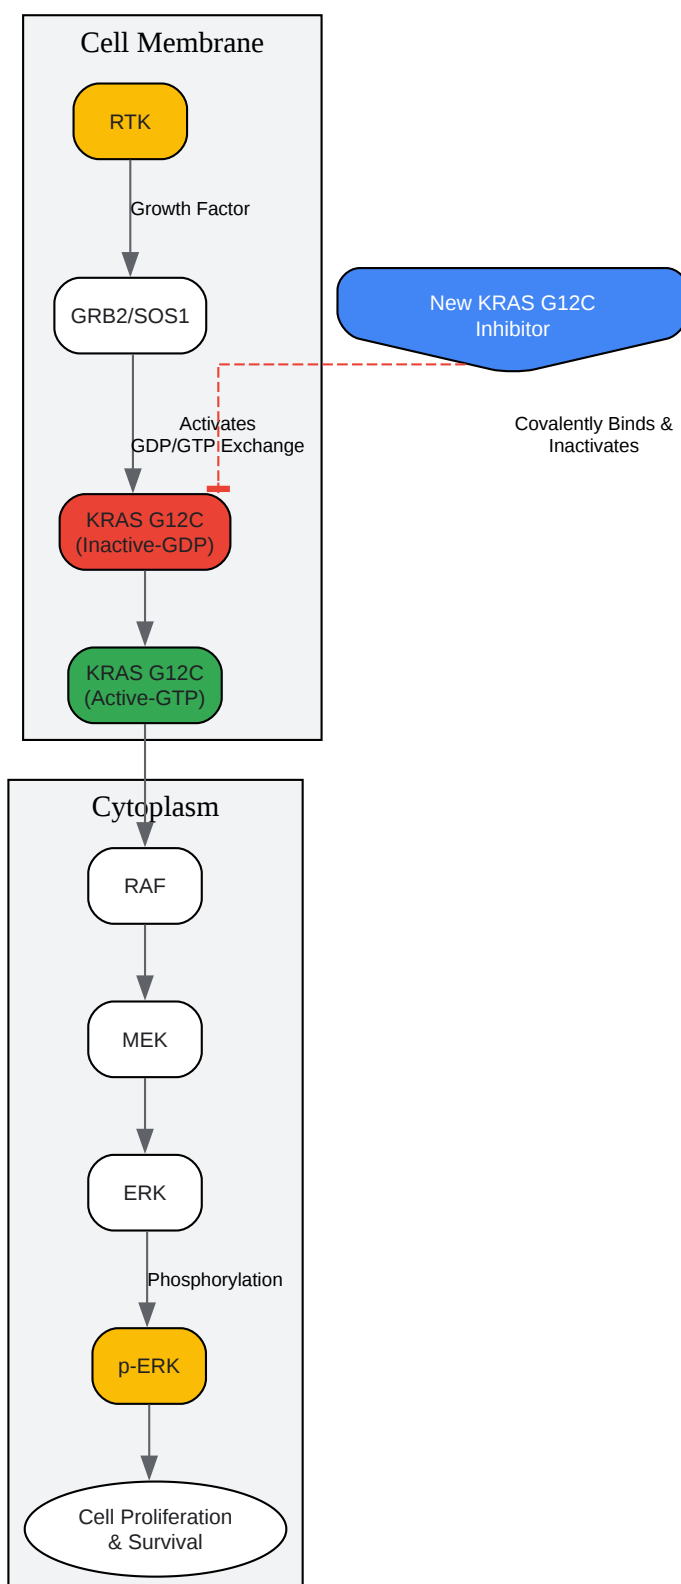 Cell Membrane
RTK
Growth Factor
GRB2/SOS1
New KRAS G12C
Inhibitor
Activates
GDP/GTP Exchange
Covalently Binds &
Inactivates
KRAS G12C
(Inactive-GDP)
KRAS G12C
(Active-GTP)
Cytoplasm
RAF
MEK
ERK
Phosphorylation
p-ERK
Cell Proliferation
& Survival